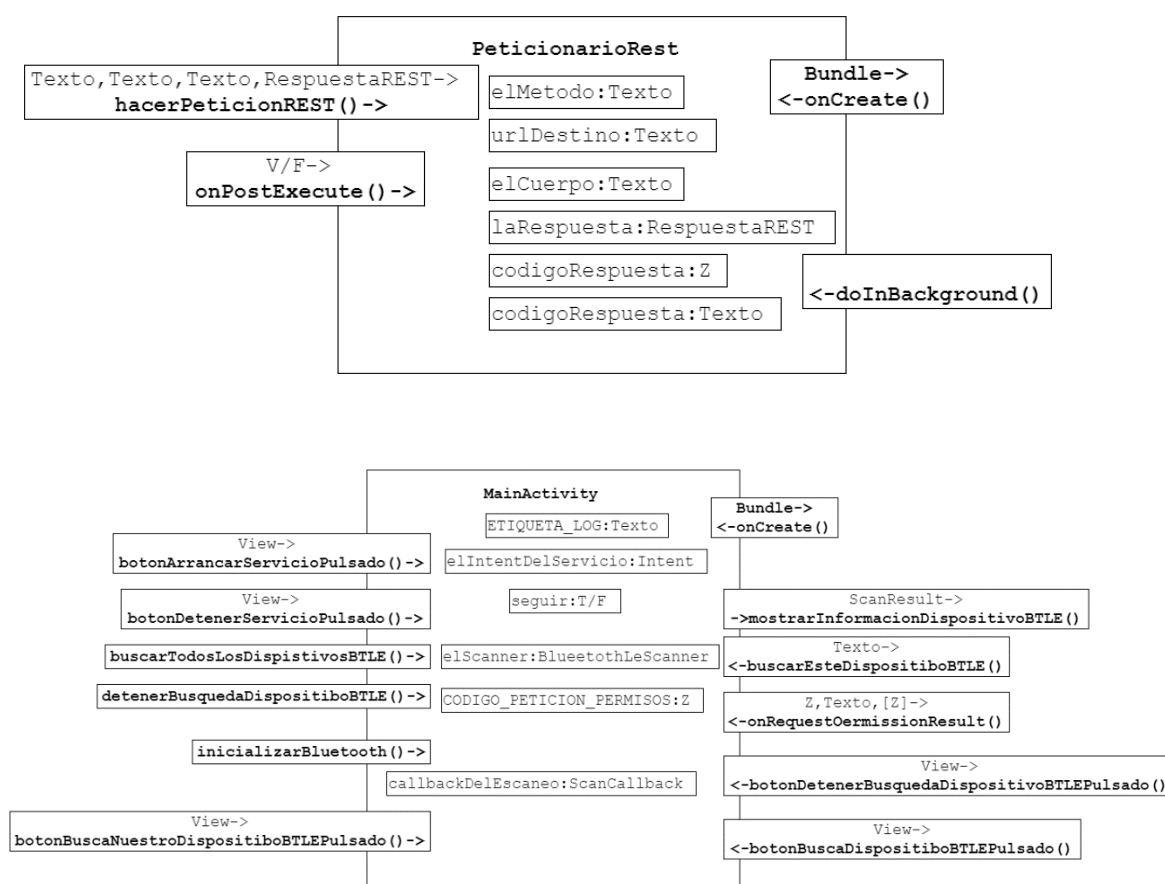 PeticionarioRest
Texto,Texto,Texto,RespuestaREST->
hacerPeticionREST()->
elMetodo:Texto
Bundle->
<-onCreate()
urlDestino:Texto
V/F->
onPostExecute()->
elCuerpo:Texto
laRespuesta:RespuestaREST
codigoRespuesta:Z
<-doInBackground()
codigoRespuesta:Texto
MainActivity
ETIQUETA_LOG:Texto
Bundle->
<-onCreate()
View->
botonArrancarServicioPulsado()->
elIntentDelServicio:Intent
View->
botonDetenerServicioPulsado()->
seguir:T/F
ScanResult->
->mostrarInformacionDispositivoBTLE()
buscarTodosLosDispistivosBTLE()->
elScanner:BlueetothLeScanner
Texto->
<-buscarEsteDispositiboBTLE()
detenerBusquedaDispositiboBTLE()->
CODIGO_PETICION_PERMISOS:Z
Z,Texto,[Z]->
<-onRequestOermissionResult()
inicializarBluetooth()->
callbackDelEscaneo:ScanCallback
View->
<-botonDetenerBusquedaDispositivoBTLEPulsado()
View->
botonBuscaNuestroDispositiboBTLEPulsado()->
View->
<-botonBuscaDispositiboBTLEPulsado()